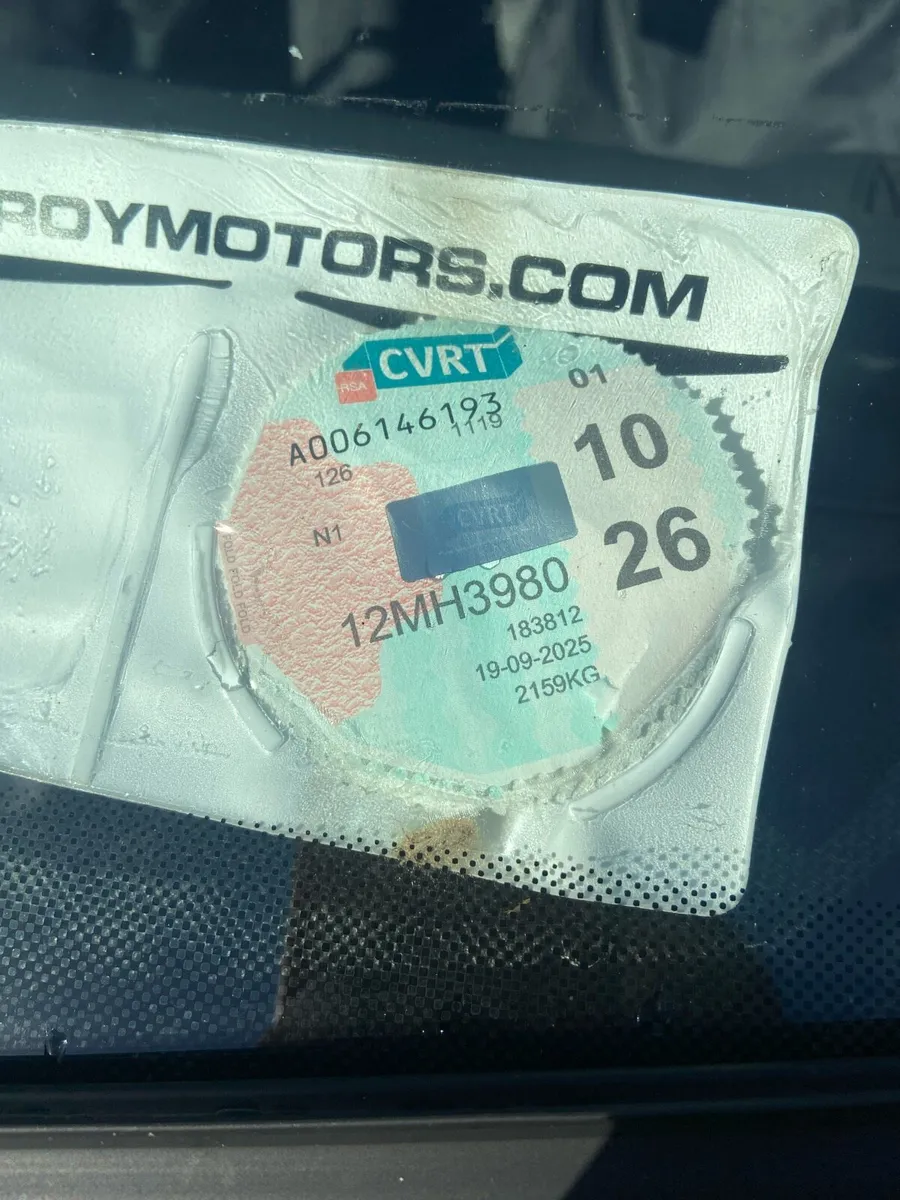 ROYMOTORS.COM
CVRT
RSA
01
A006146193
1119
10
126
CVRT
N1
26
12MH3980
183812
19-09-2025
2159KG